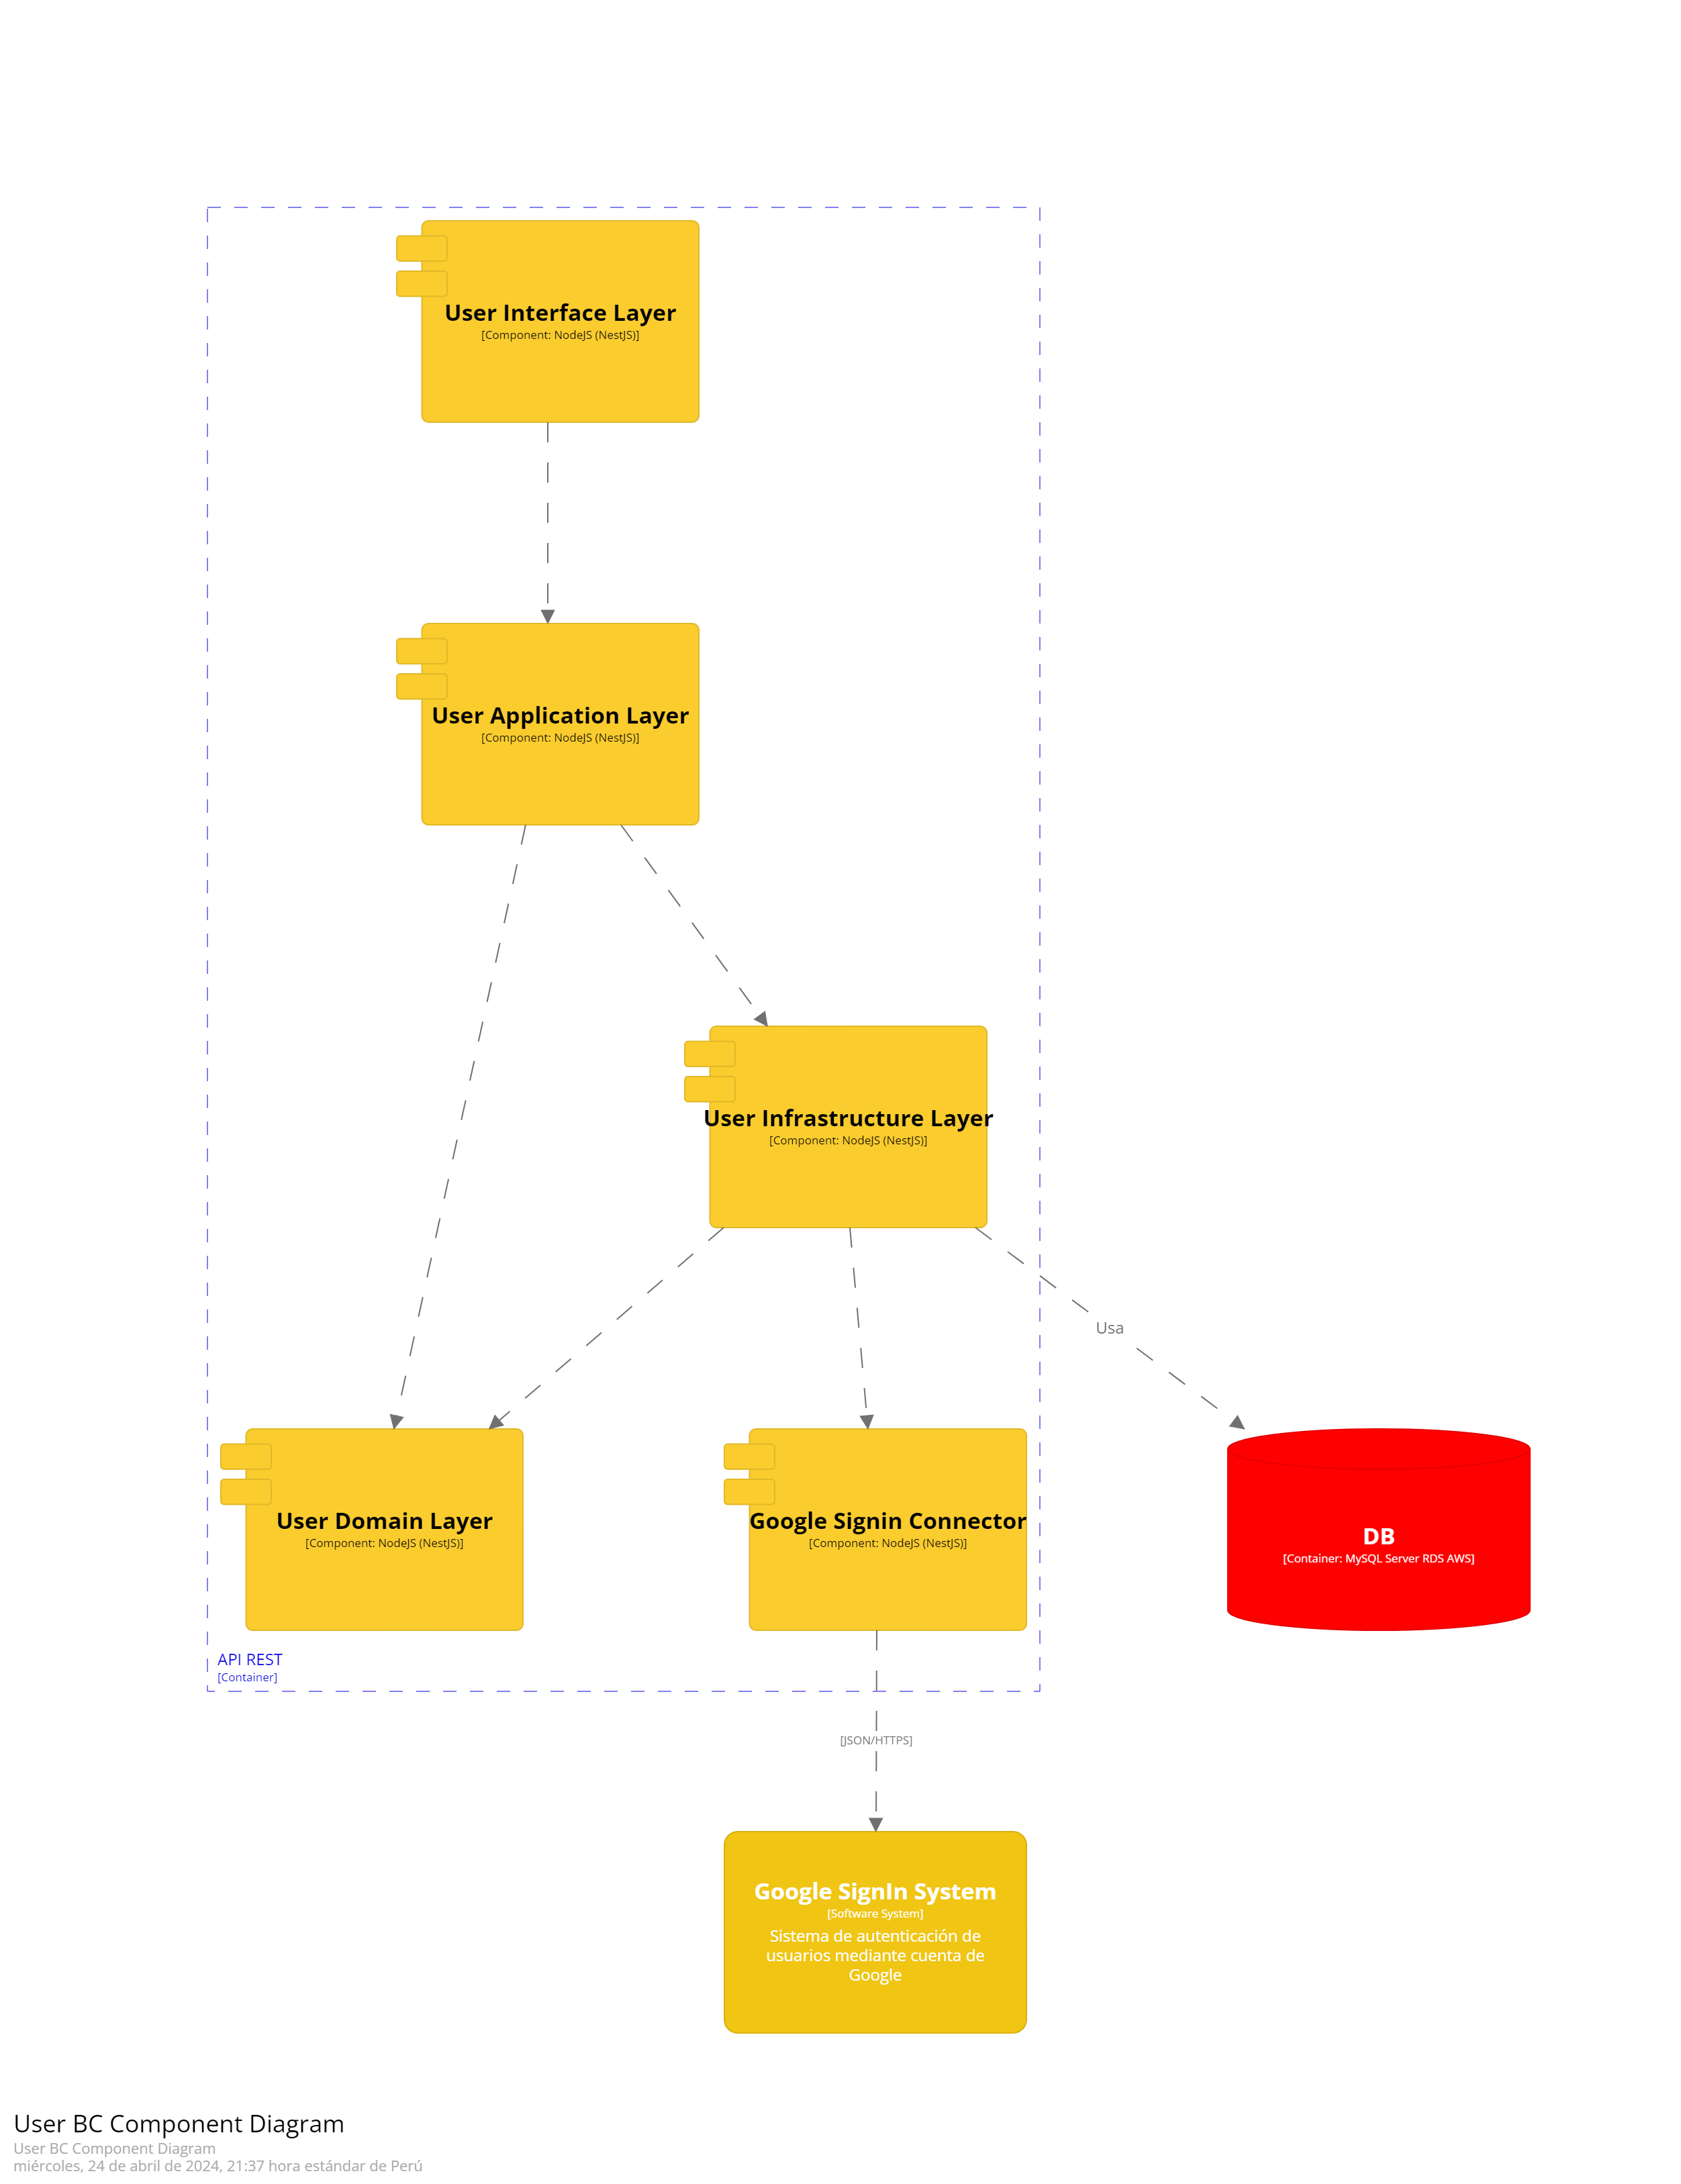 User Interface Layer
[Component: NodeJS (NestJS)]
User Application Layer
[Component: NodeJS (NestJS)]
User Infrastructure Layer
[Component: NodeJS (NestJS)]
Usa
User Domain Layer
[Component: NodeJS (NestJS)]
Google Signin Connector
[Component: NodeJS (NestJS)]
DB
[Container: MySQL Server RDS AWS]
API REST
[Container]
[JSON/HTTPS]
Google SignIn System
[Software System]
Sistema de autenticación de
usuarios mediante cuenta de
Google
User BC Component Diagram
User BC Component Diagram
miércoles, 24 de abril de 2024, 21:37 hora estándar de Perú